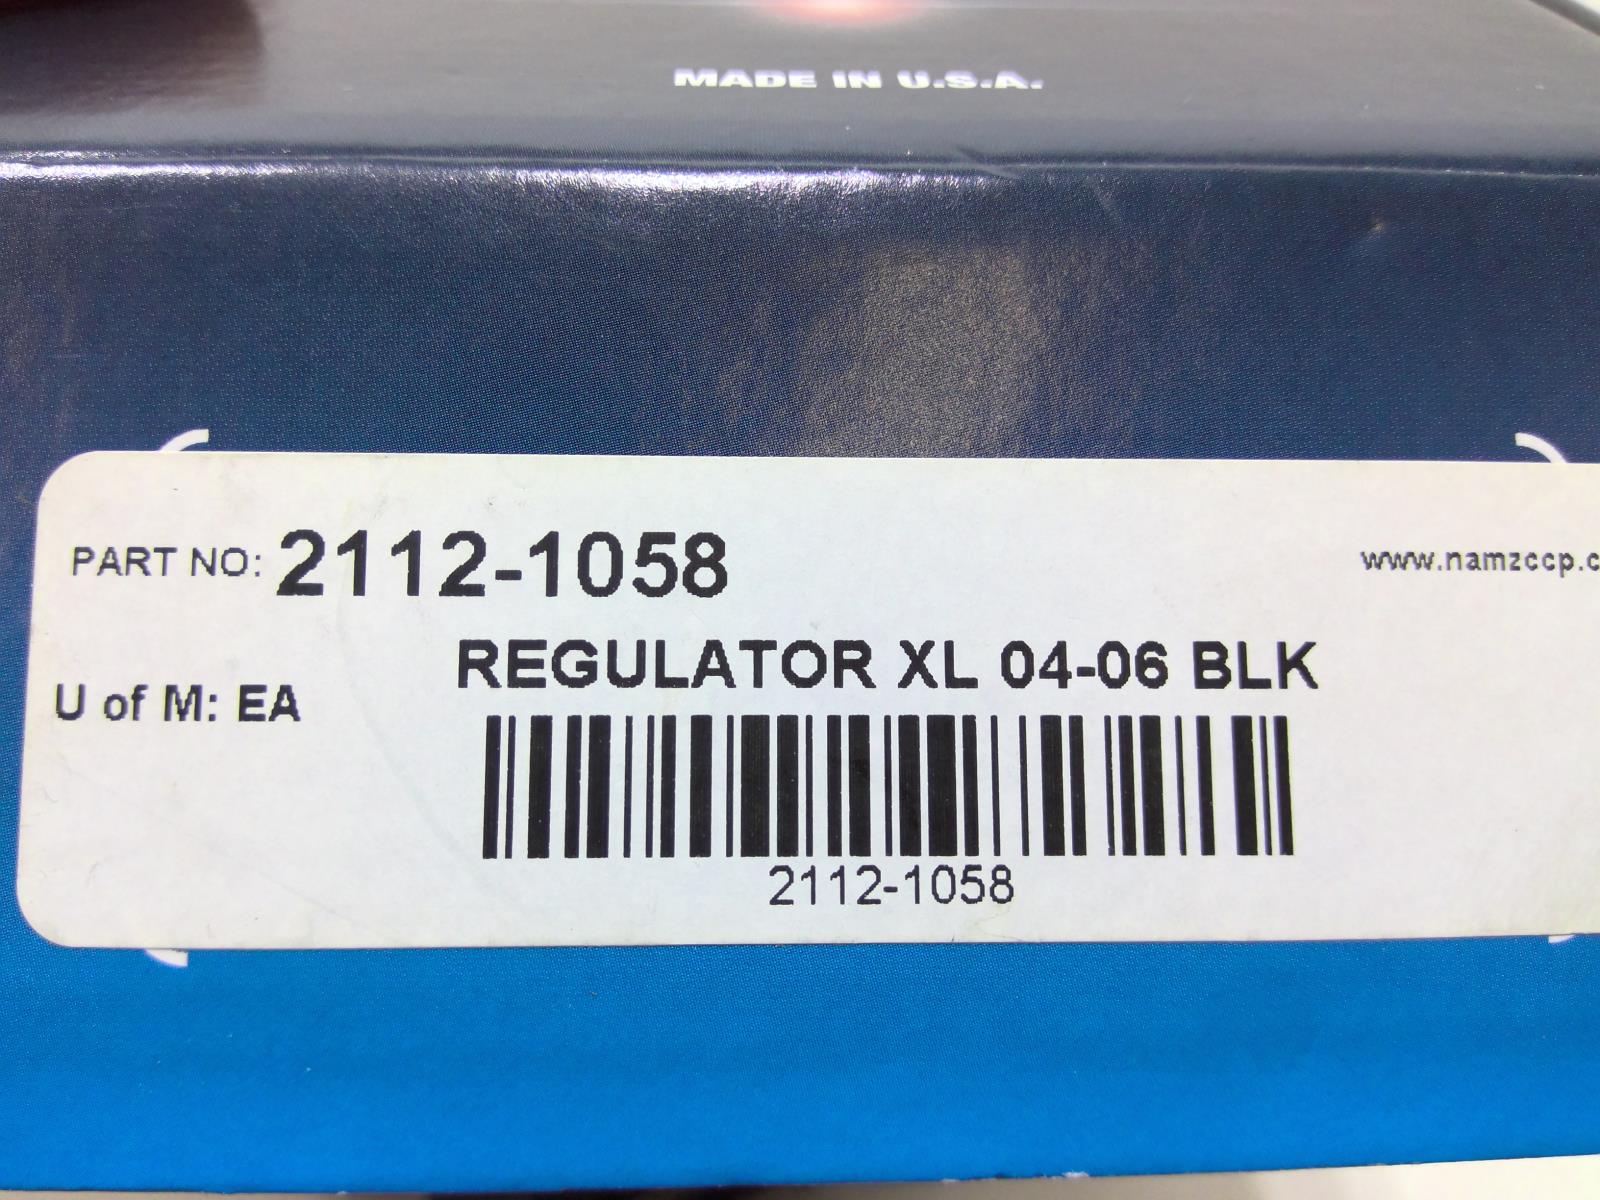 MADE IN U.S.A.
PART NO: 2112-1058
www.namzccp.c
REGULATOR XL 04-06 BLK
U of M: EA
2112-1058